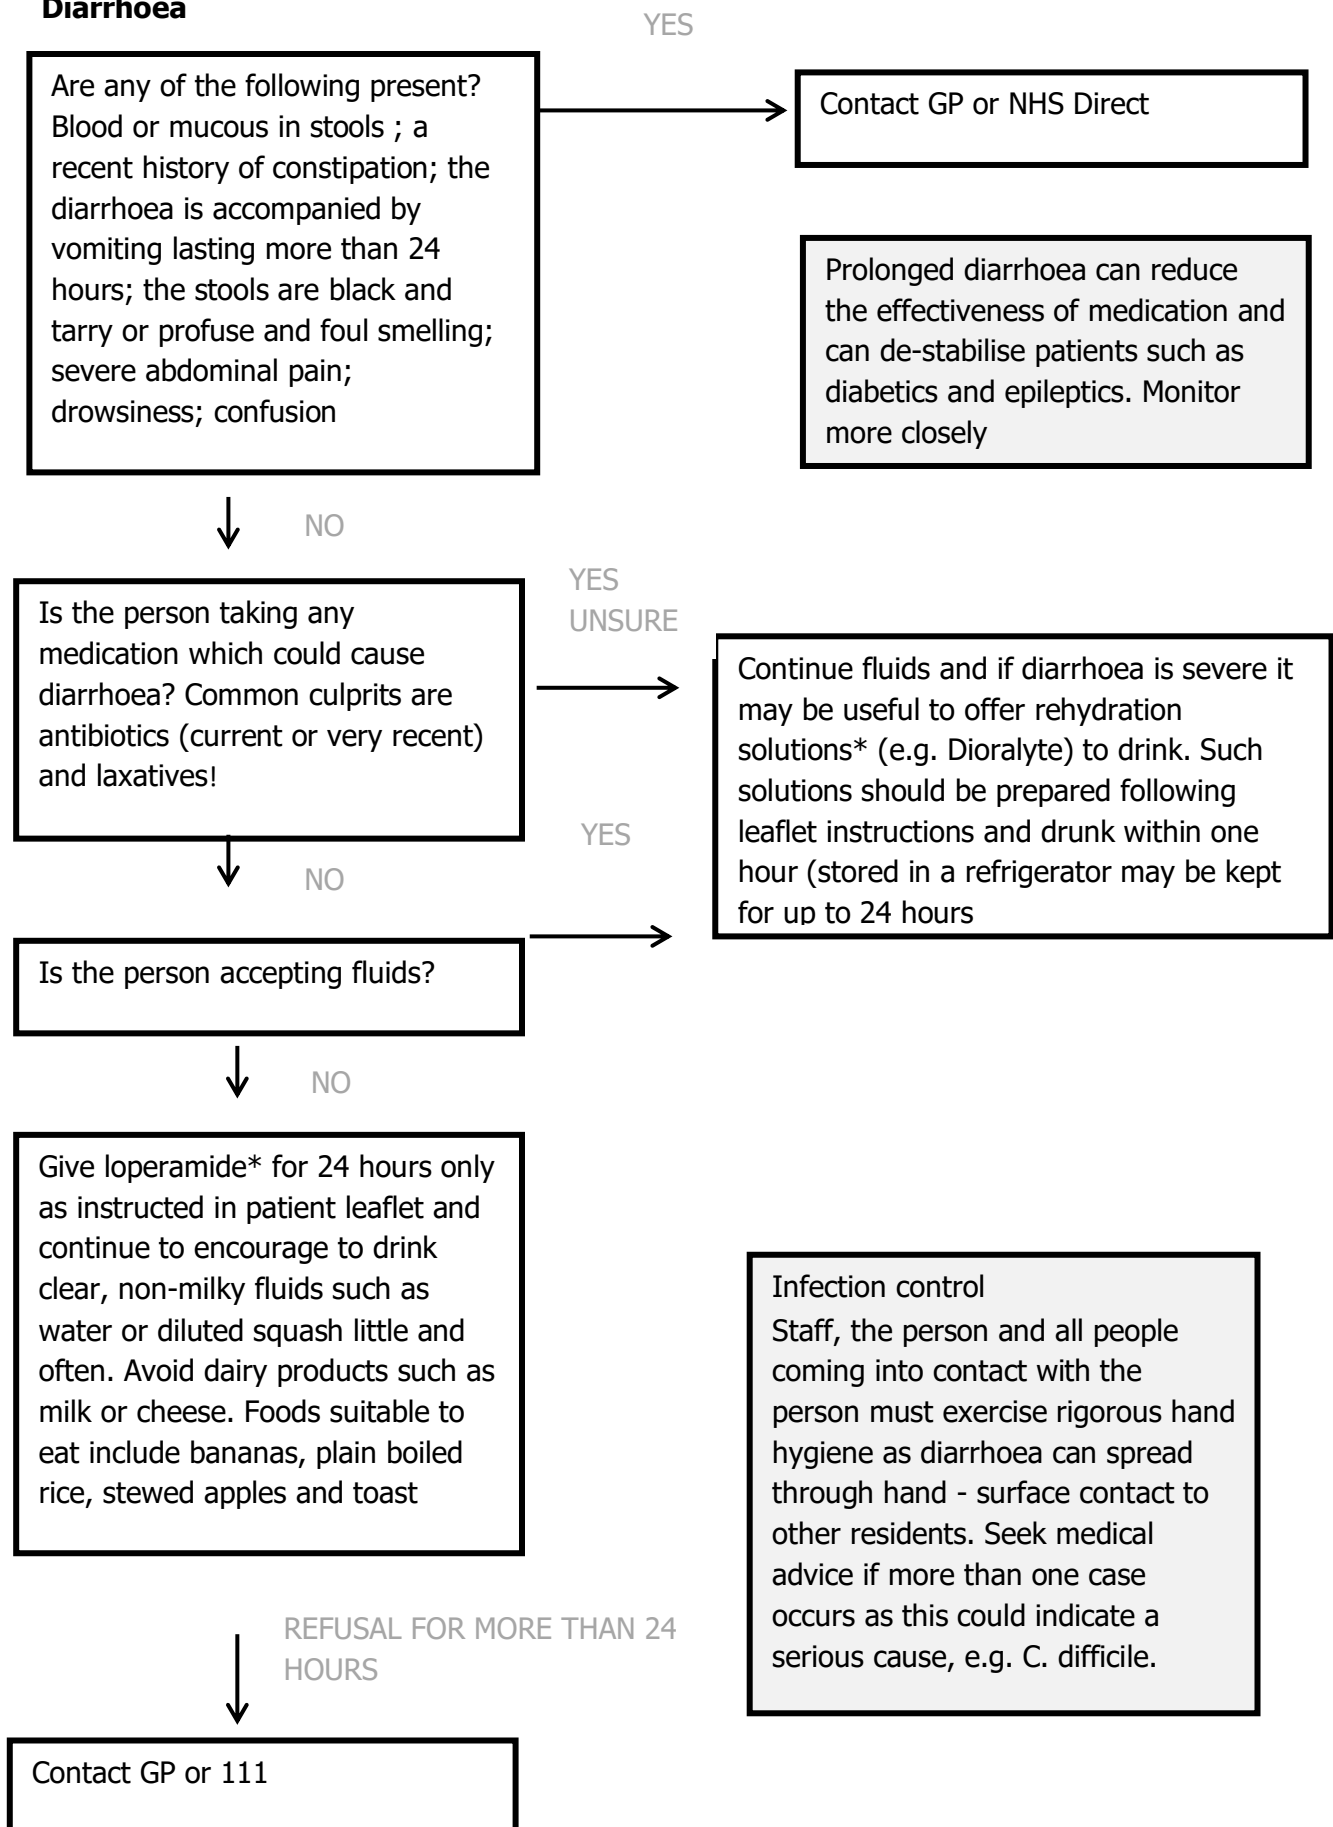 Diarrhoea
YES
Are any of the following present?
Blood or mucous in stools ; a
recent history of constipation; the
diarrhoea is accompanied by
vomiting lasting more than 24
hours; the stools are black and
tarry or profuse and foul smelling;
severe abdominal pain;
drowsiness; confusion
Contact GP or NHS Direct
Prolonged diarrhoea can reduce
the effectiveness of medication and
can de-stabilise patients such as
diabetics and epileptics. Monitor
more closely
NO
Is the person taking any
medication which could cause
diarrhoea? Common culprits are
antibiotics (current or very recent)
and laxatives!
YES
UNSURE
Continue fluids and if diarrhoea is severe it
may be useful to offer rehydration
solutions* (e.g. Dioralyte) to drink. Such
solutions should be prepared following
leaflet instructions and drunk within one
hour (stored in a refrigerator may be kept
for up to 24 hours
NO
YES
Is the person accepting fluids?
NO
Give loperamide* for 24 hours only
as instructed in patient leaflet and
continue to encourage to drink
clear, non-milky fluids such as
water or diluted squash little and
often. Avoid dairy products such as
milk or cheese. Foods suitable to
eat include bananas, plain boiled
rice, stewed apples and toast
Infection control
Staff, the person and all people
coming into contact with the
person must exercise rigorous hand
hygiene as diarrhoea can spread
through hand - surface contact to
other residents. Seek medical
advice if more than one case
occurs as this could indicate a
serious cause, e.g. C. difficile.
REFUSAL FOR MORE THAN 24
HOURS
Contact GP or 111